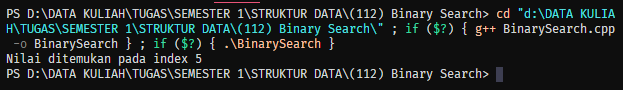 PS D:\DATA KULIAH\TUGAS\SEMESTER 1\STRUKTUR DATA\(112) Binary Search> cd "d:\DATA KULIA
H\TUGAS\SEMESTER 1\STRUKTUR DATA\(112) Binary Search\" ; if ($?) { g++ BinarySearch.cpp
-o BinarySearch } ; if ($?) { .\BinarySearch }
Nilai ditemukan pada index 5
PS D:\DATA KULIAH\TUGAS\SEMESTER 1\STRUKTUR DATA\(112) Binary Search>